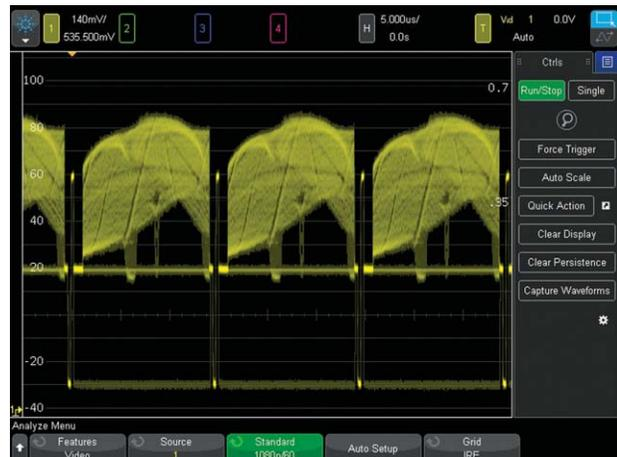 1 140mV/ 535.500mV 2 3 4 H 5.000us/ 0.0s T Vid 1 0.0V Auto
Ctrls
100
0.7
Run/Stop Single
80
Force Trigger
60
Auto Scale
.35
Quick Action
40
Clear Display
20
Clear Persistence
Capture Waveforms
-20
-40
Analyze Menu
Features Source Standard Auto Setup Grid
Video 1 1080p/60 IRE